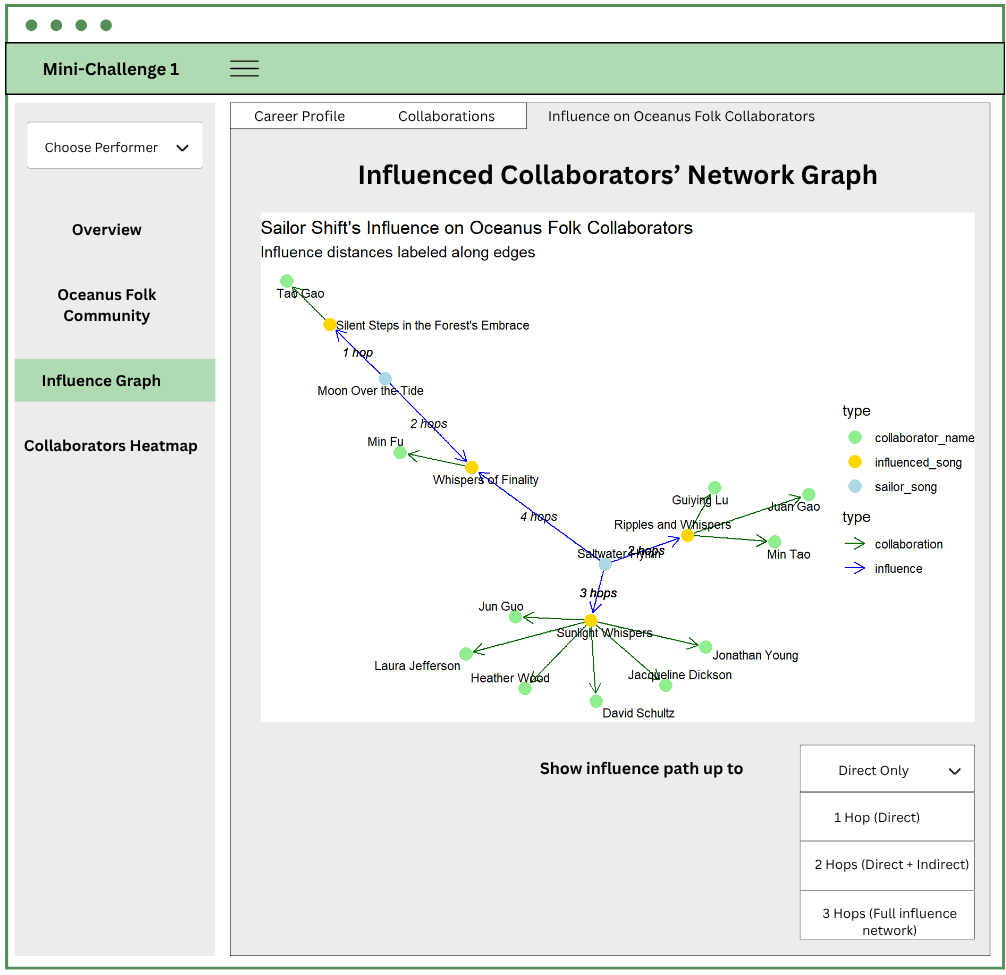 Mini-Challenge 1
Choose Performer
Overview
Oceanus Folk
Community
Influence Graph
Collaborators Heatmap
Career Profile
Collaborations
Influence on Oceanus Folk Collaborators
Influenced Collaborators’ Network Graph
Sailor Shift's Influence on Oceanus Folk Collaborators
Influence distances labeled along edges
Tao Gao
Silent Steps in the Forest's Embrace
1 hop
Moon Over the Tide
2 hops
Min Fu
Whispers of Finality
4 hops
Guiying Lu
Juan Gao
Ripples and Whispers
Saltwater Hymn
2 hops
Min Tao
3 hops
Jun Guo
Sunlight Whispers
Laura Jefferson
Jonathan Young
Heather Wood
Jacqueline Dickson
David Schultz
type
collaborator_name
influenced_song
sailor_song
type
collaboration
influence
Show influence path up to
Direct Only
1 Hop (Direct)
2 Hops (Direct + Indirect)
3 Hops (Full influence
network)